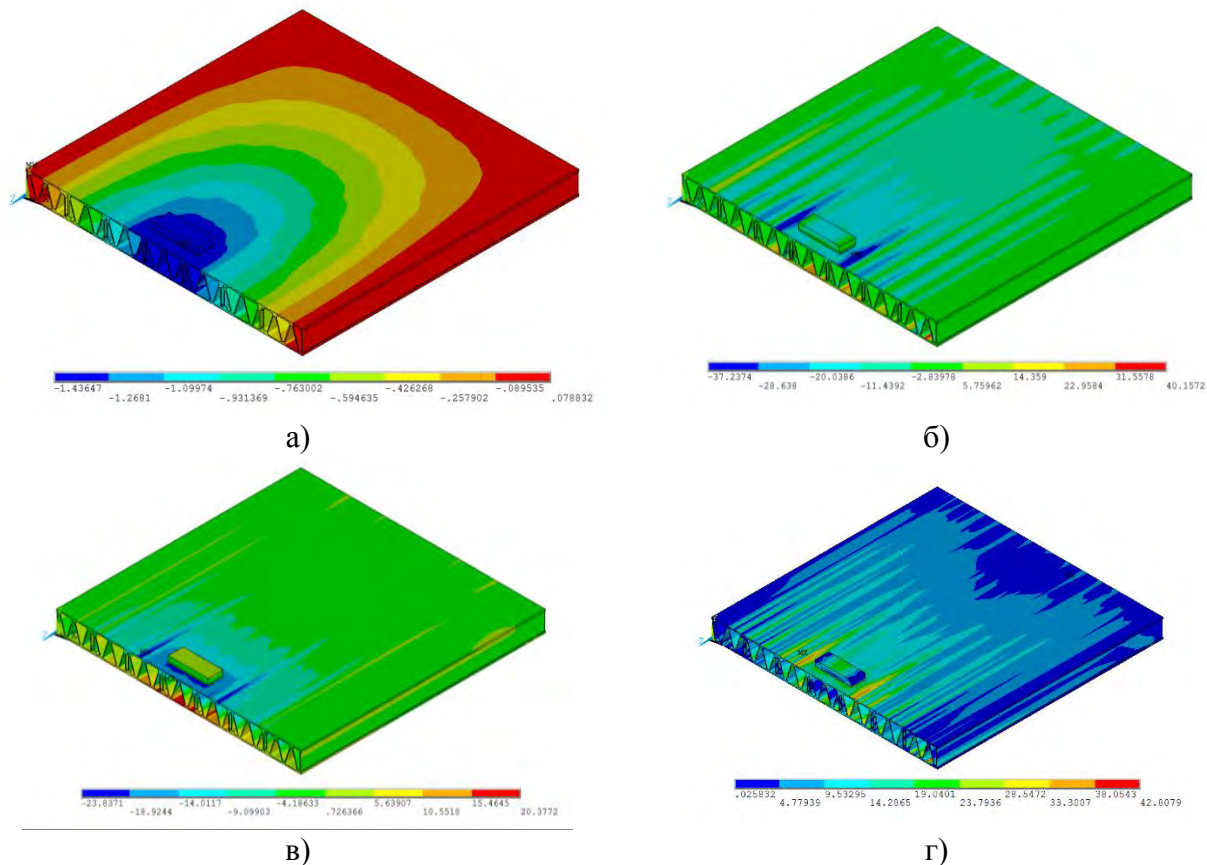 MX
Z
-1.43647 -1.09974 -.763002 -.426268 -.089535
-1.2681 -.931369 -.594635 -.257902 .078832
а)
Z
-37.2374 -20.0386 -2.83978 14.359 31.5578
-28.638 -11.4392 5.75962 22.9584 40.1572
б)
Z
-23.8371 -14.0117 -4.18633 5.63907 15.4645
-18.9244 -9.09903 .726366 10.5518 20.3772
в)
MX
Z
.025832 9.53295 19.0401 28.5472 38.0543
4.77939 14.2865 23.7936 33.3007 42.8079
г)